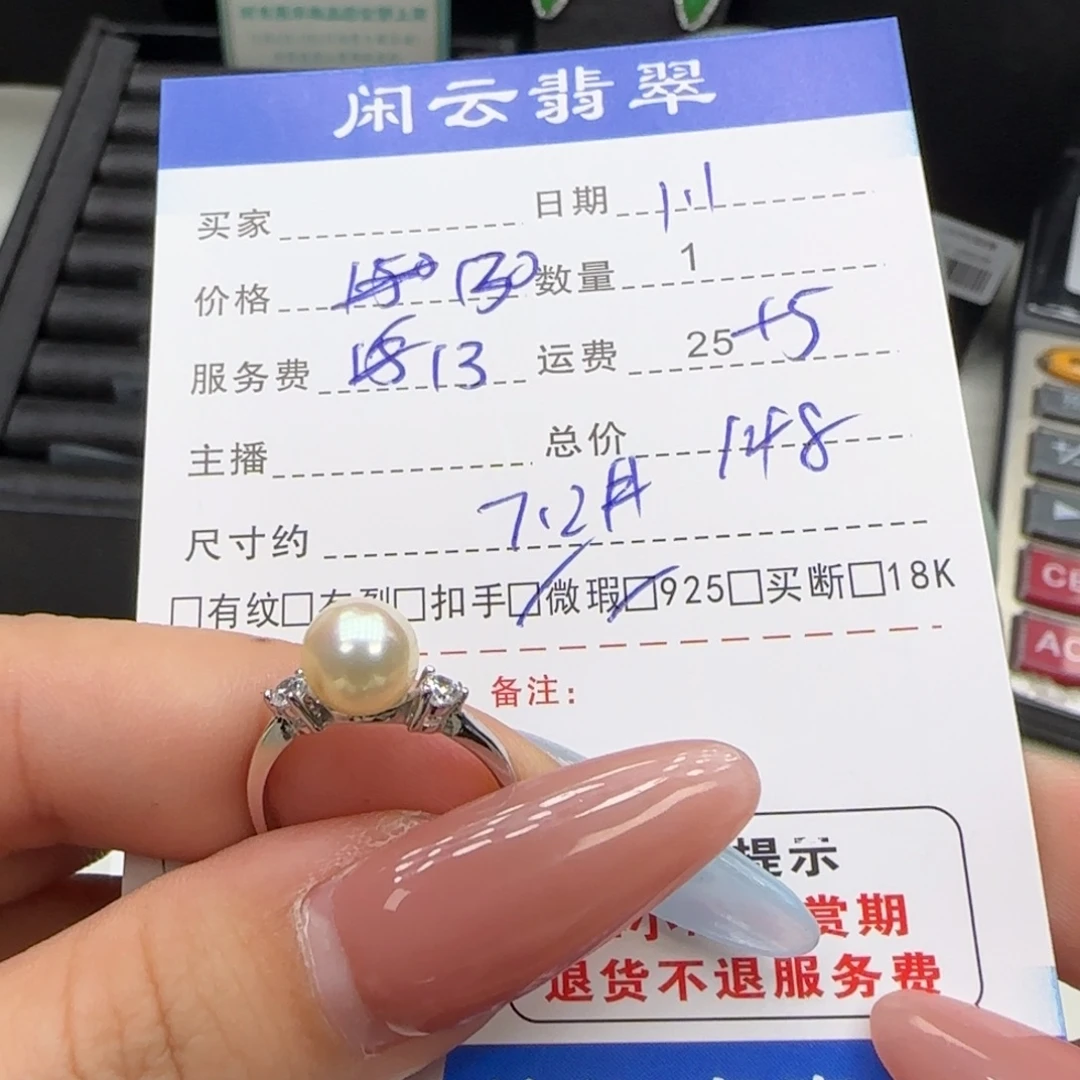 闲云翡翠
买家 日期 1.1
价格 150 130 数量 1
服务费 15 13 运费 25 +5
主播 总价 148
尺寸约 7.2
□有纹□有裂□扣手□微瑕□925□买断□18K
备注：
提示
赏期
退货不退服务费